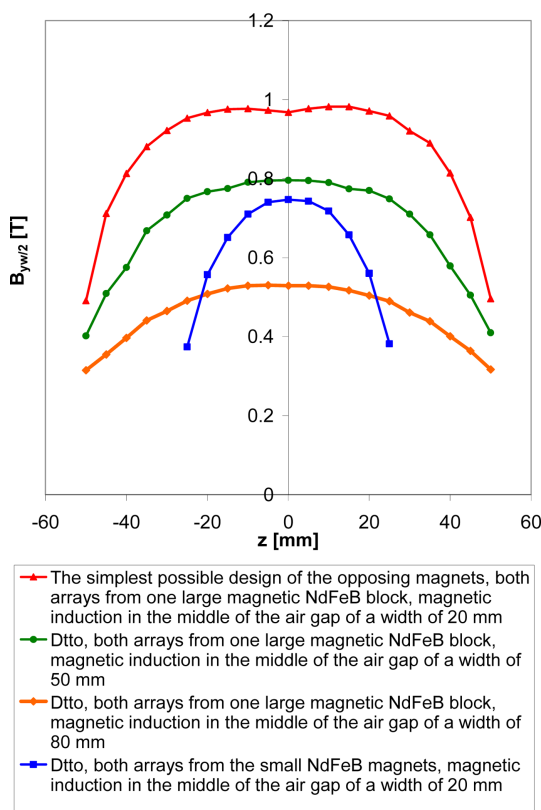 1.2
1
0.8
0.6
0.4
0.2
0
-60 -40 -20 0 20 40 60
B yw/2 [T]
z [mm]
The simplest possible design of the opposing magnets, both
arrays from one large magnetic NdFeB block, magnetic
induction in the middle of the air gap of a width of 20 mm
Dtto, both arrays from one large magnetic NdFeB block,
magnetic induction in the middle of the air gap of a width of
50 mm
Dtto, both arrays from one large magnetic NdFeB block,
magnetic induction in the middle of the air gap of a width of
80 mm
Dtto, both arrays from the small NdFeB magnets, magnetic
induction in the middle of the air gap of a width of 20 mm